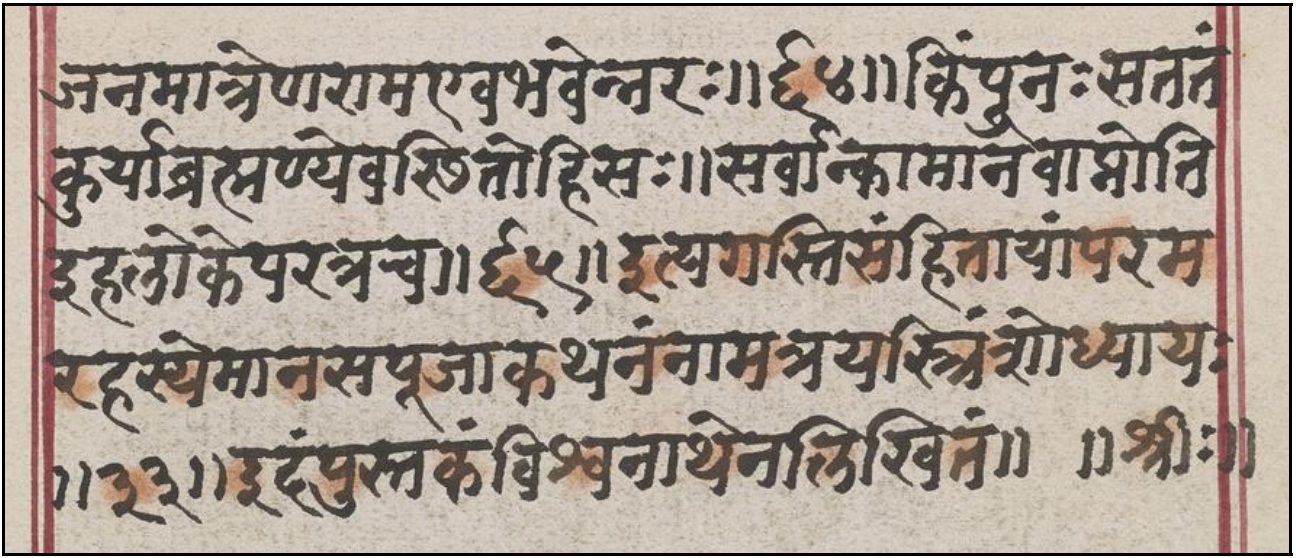 जनमात्रेणरामएवभवेन्नरः॥६४॥किंपुनःसततं
कुर्याब्रह्मण्येवस्छितोहिसः॥सर्वान्कामानवाप्नोति
इहलोकेपरत्रच॥६५॥इत्यगस्तिसंहितायांपरम
रहस्येमानसपूजाकथनंनामत्रयस्त्रिंशोध्यायः
॥३३॥इदंपुस्तकंविश्वनाथेनलिखितं॥ ॥श्रीः॥